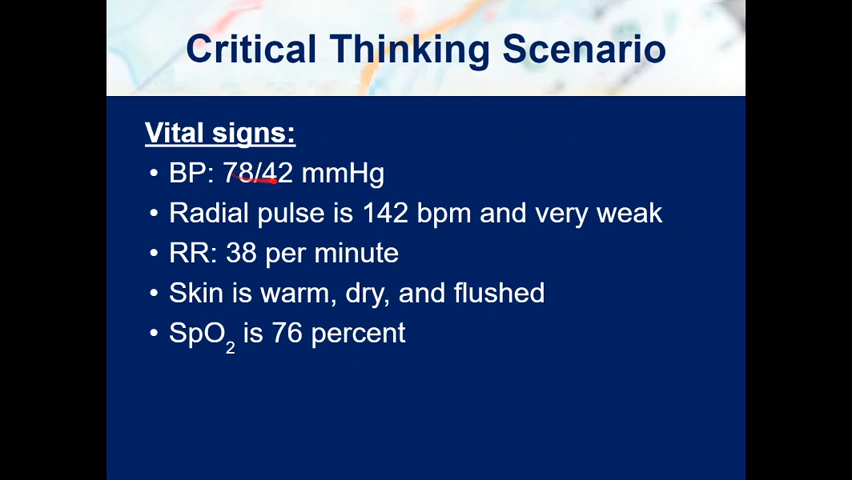 Critical Thinking Scenario
Vital signs:
• BP: 78/42 mmHg
• Radial pulse is 142 bpm and very weak
• RR: 38 per minute
• Skin is warm, dry, and flushed
• SpO2 is 76 percent